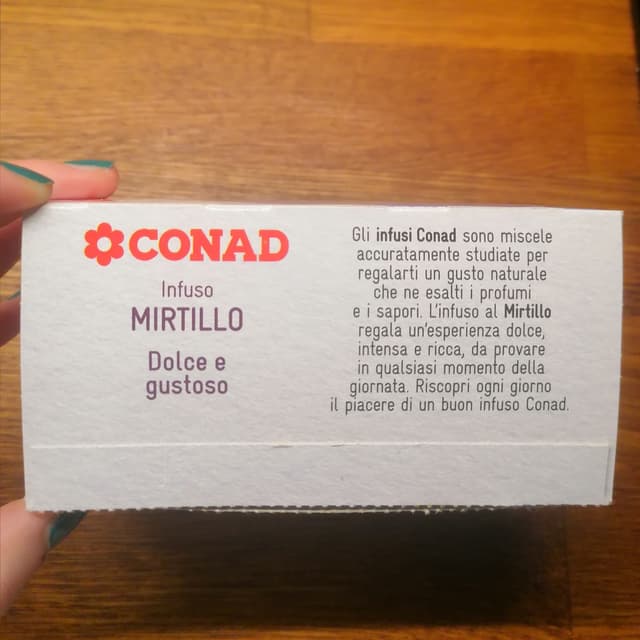 CONAD
Infuso
MIRTILLO
Dolce e
gustoso
Gli infusi Conad sono miscele
accuratamente studiate per
regalarti un gusto naturale
che ne esalti i profumi
e i sapori. L'infuso al Mirtillo
regala un'esperienza dolce,
intensa e ricca, da provare
in qualsiasi momento della
giornata. Riscopri ogni giorno
il piacere di un buon infuso Conad.